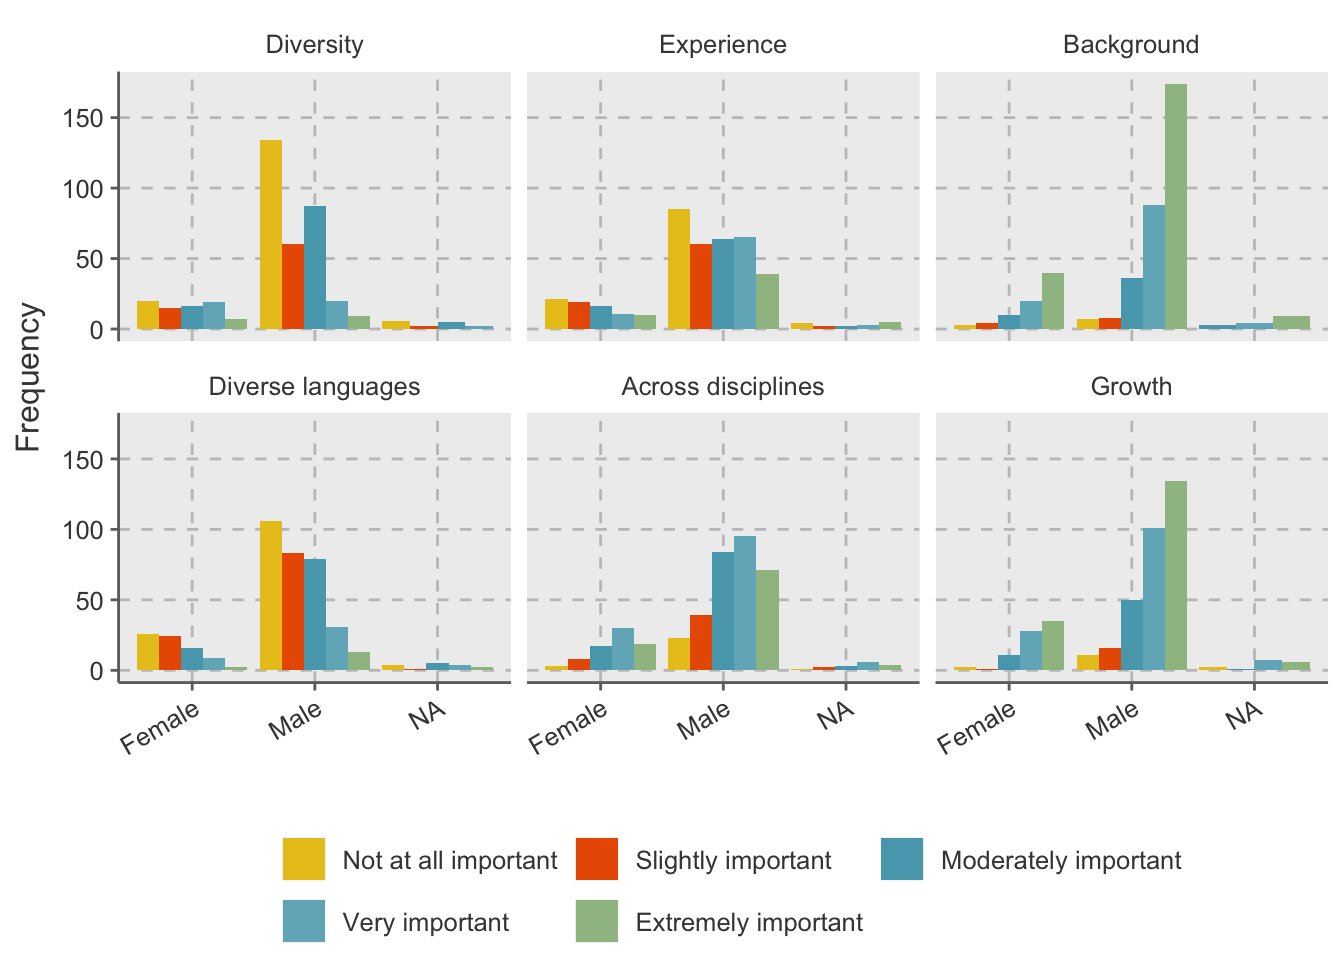 Diversity Experience Background
150
100
50
0
Frequency
Diverse languages Across disciplines Growth
150
100
50
0
Female Male NA Female Male NA Female Male NA
Not at all important Slightly important Moderately important
Very important Extremely important